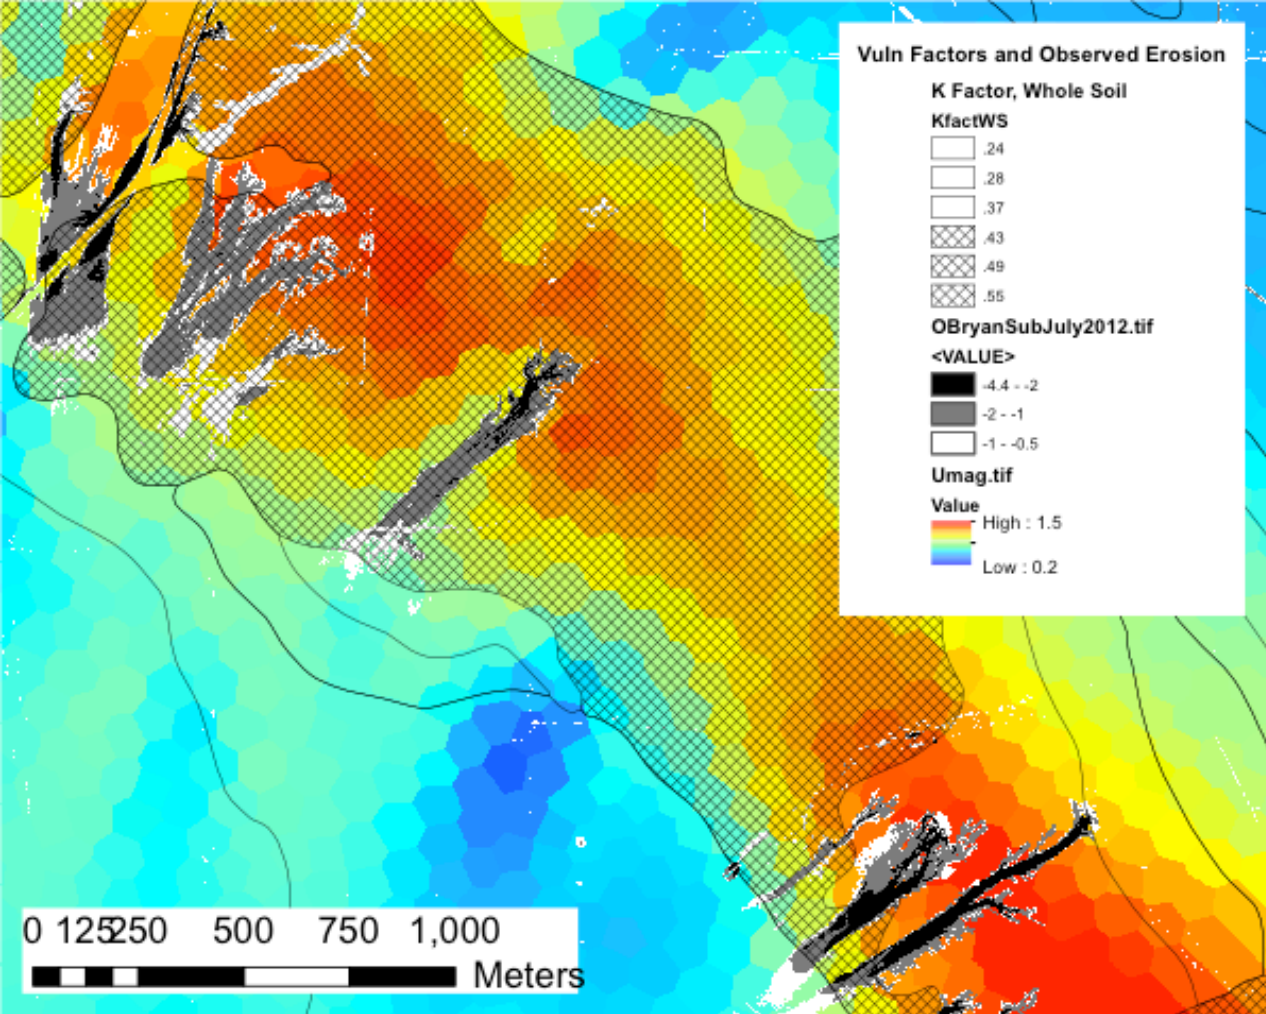 Vuln Factors and Observed Erosion
K Factor, Whole Soil
KfactWS
.24
.28
.37
.43
.49
.55
OBryanSubJuly2012.tif
<VALUE>
-4.4 - -2
-2 - -1
-1 - -0.5
Umag.tif
Value
High : 1.5
Low : 0.2
0 125250 500 750 1,000
Meters